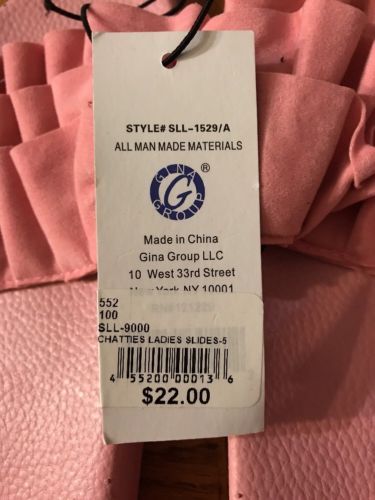 STYLE# SLL-1529/A
ALL MAN MADE MATERIALS
GINA
G
®
GROUP
Made in China
Gina Group LLC
10 West 33rd Street
New York NY 10001
552
100
SLL-9000
CHATTIES LADIES SLIDES-5
4 55200 00013 6
$22.00